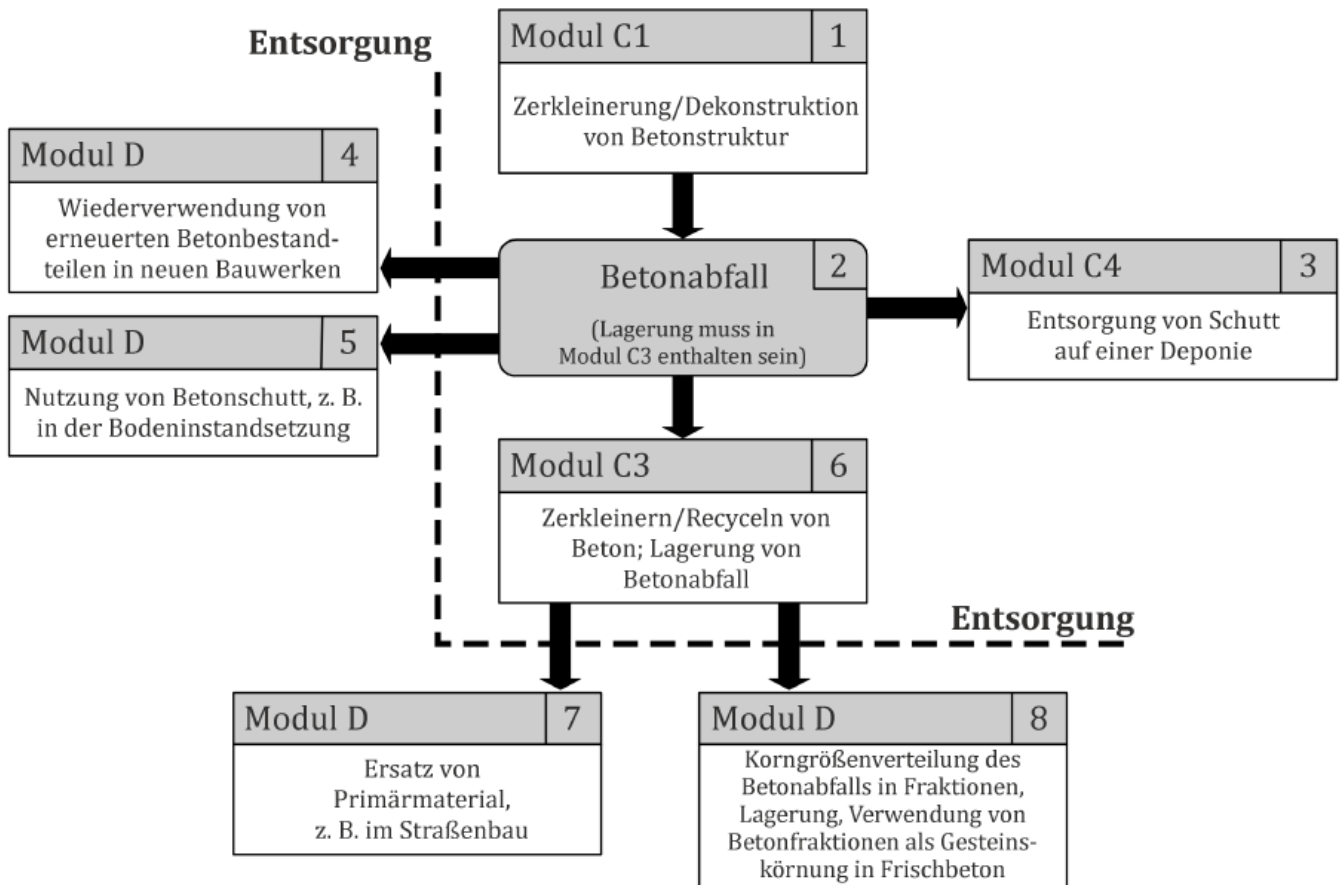 Entsorgung
Modul C1 1
Zerkleinerung/Dekonstruktion
von Betonstruktur
Modul D 4
Wiederverwendung von
erneuerten Betonbestand-
teilen in neuen Bauwerken
Betonabfall 2
(Lagerung muss in
Modul C3 enthalten sein)
Modul C4 3
Entsorgung von Schutt
auf einer Deponie
Modul D 5
Nutzung von Betonschutt, z. B.
in der Bodeninstandsetzung
Modul C3 6
Zerkleinern/Recyceln von
Beton; Lagerung von
Betonabfall
Entsorgung
Modul D 7
Ersatz von
Primärmaterial,
z. B. im Straßenbau
Modul D 8
Korngrößenverteilung des
Betonabfalls in Fraktionen,
Lagerung, Verwendung von
Betonfraktionen als Gesteins-
körnung in Frischbeton